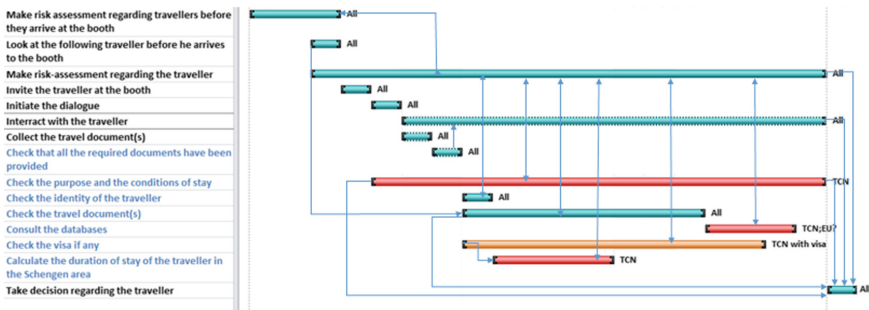 Make risk assessment regarding travellers before
they arrive at the booth
All
Look at the following traveller before he arrives
to the booth
All
Make risk-assessment regarding the traveller
All
Invite the traveller at the booth
All
Initiate the dialogue
All
Interract with the traveller
All
Collect the travel document(s)
All
Check that all the required documents have been
provided
All
Check the purpose and the conditions of stay
TCN
Check the identity of the traveller
All
Check the travel document(s)
All
Consult the databases
TCN;EU?
Check the visa if any
TCN with visa
Calculate the duration of stay of the traveller in
the Schengen area
TCN
Take decision regarding the traveller
All